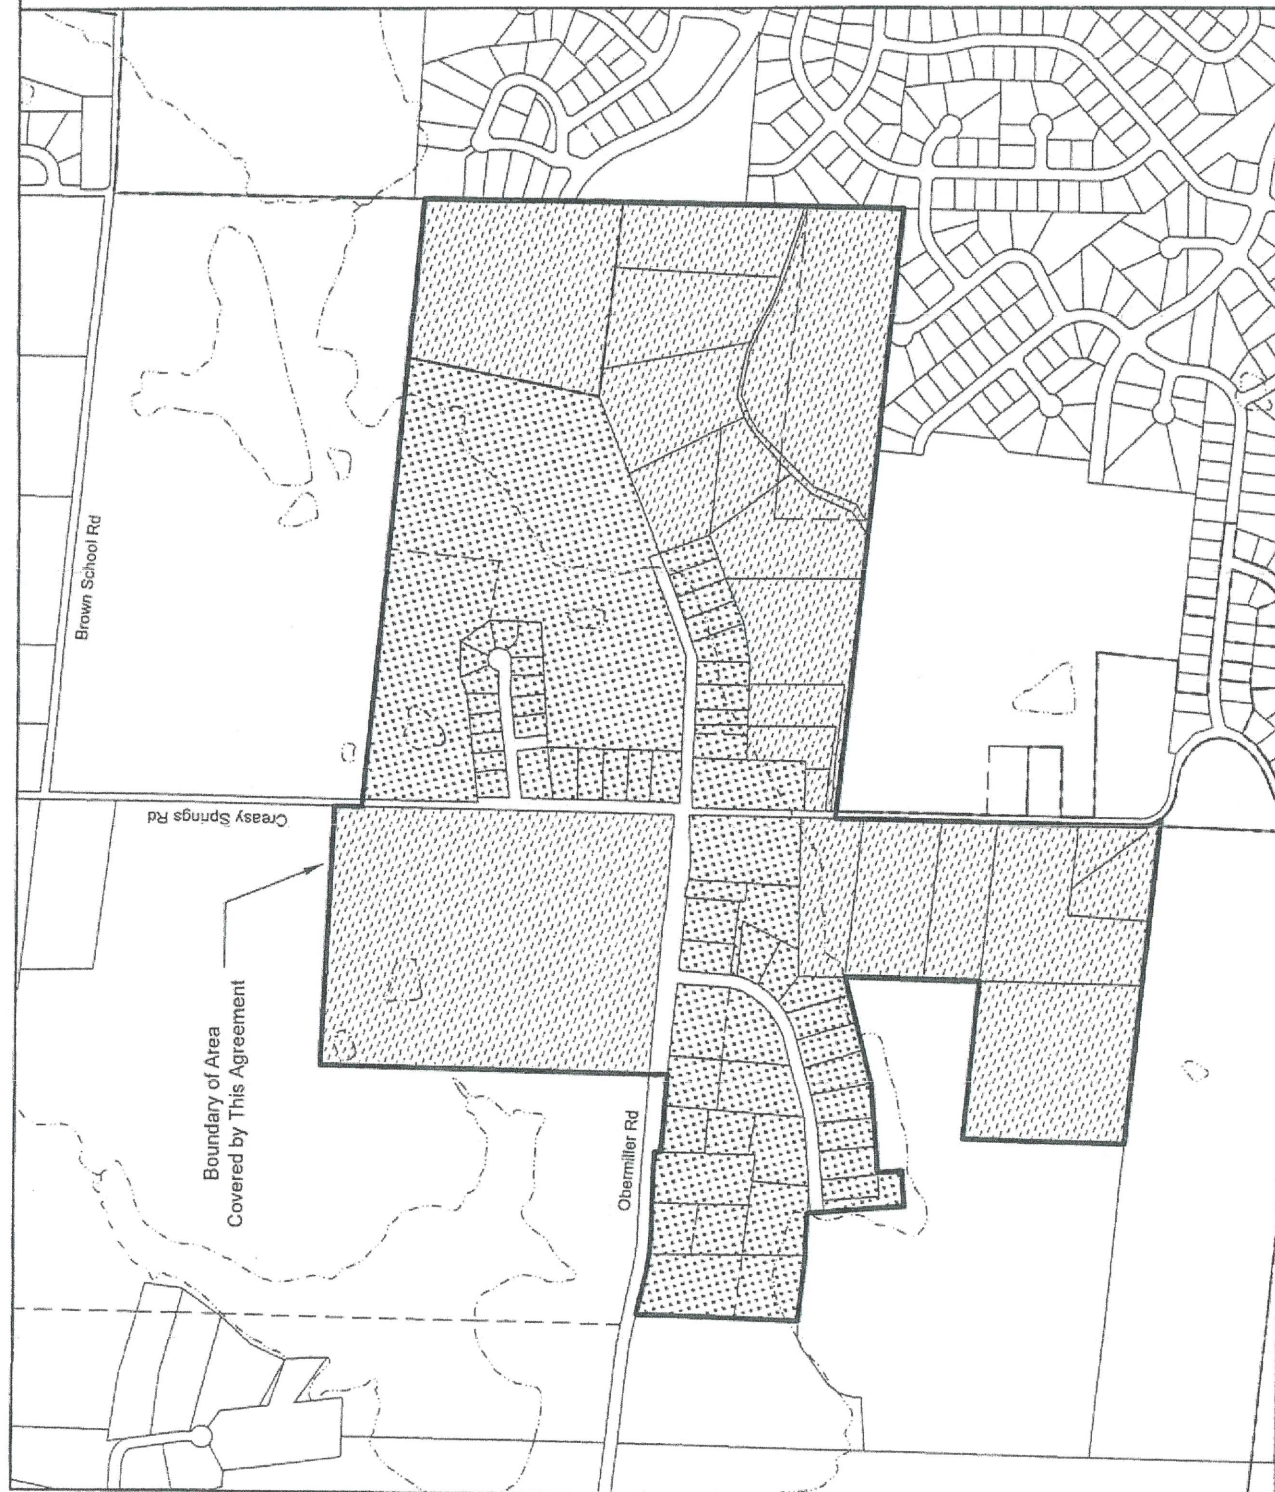 Brown School Rd
Creasy Springs Rd
Boundary of Area
Covered by This Agreement
Obermiller Rd